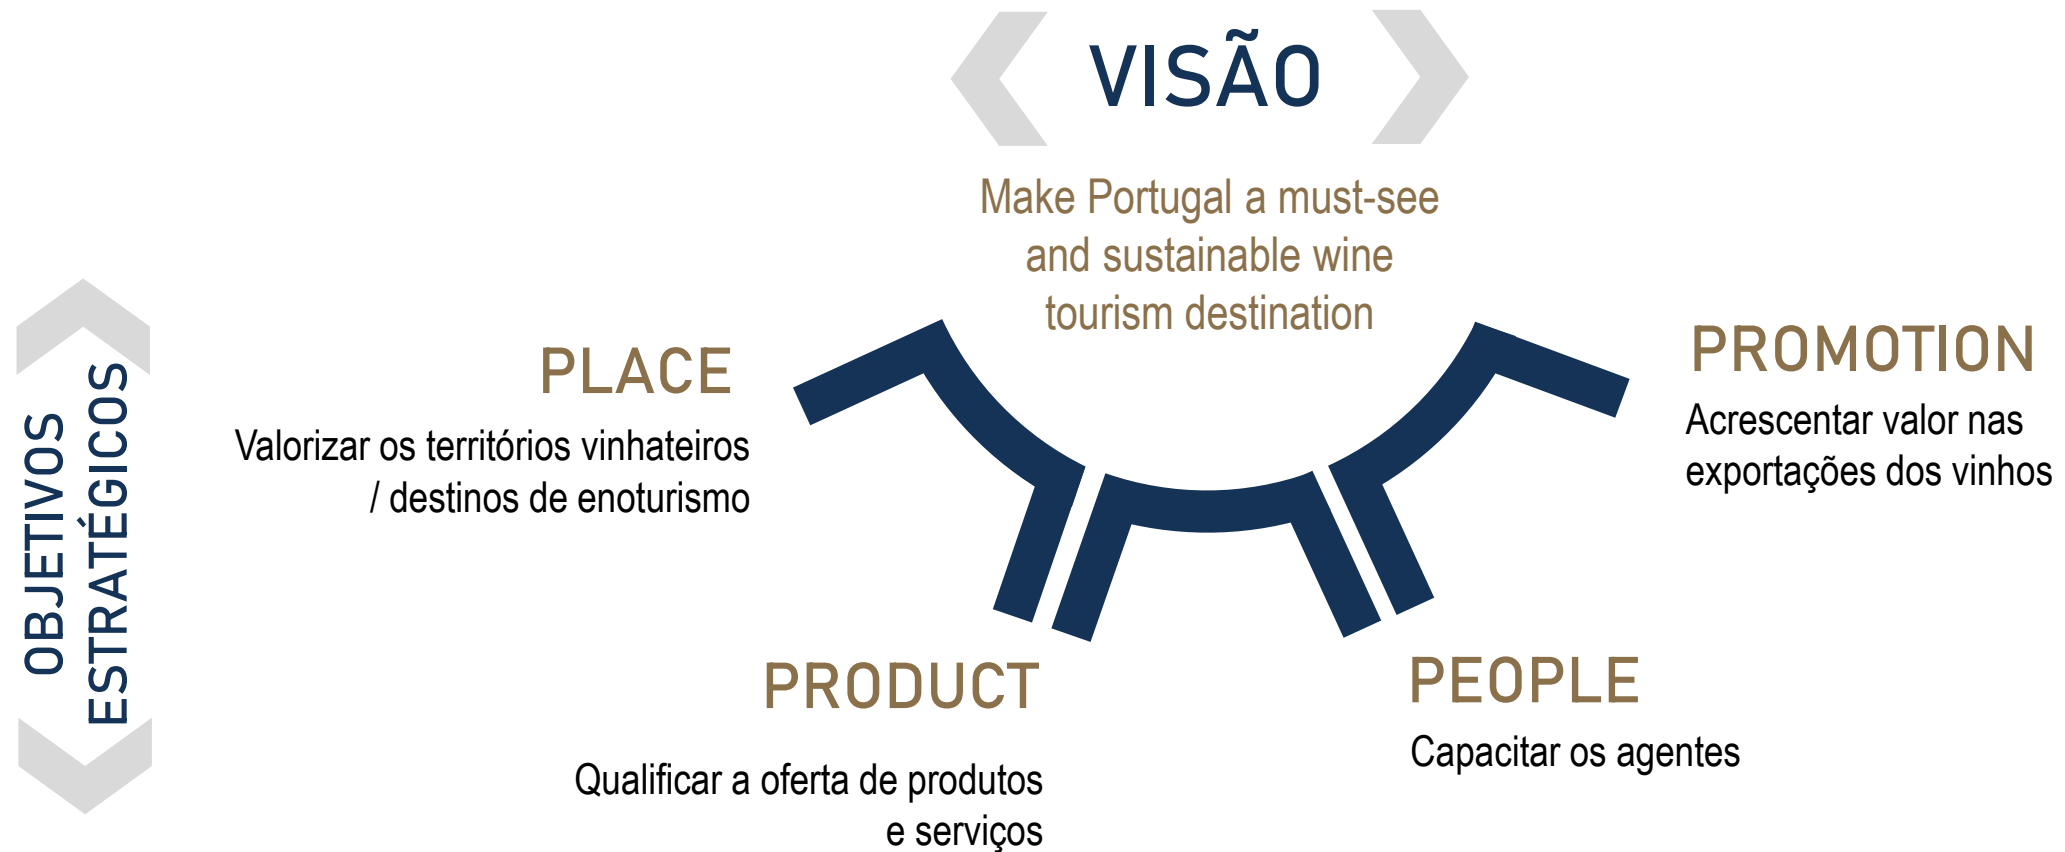 VISÃO
Make Portugal a must-see
and sustainable wine
tourism destination
OBJETIVOS
ESTRATÉGICOS
PLACE
Valorizar os territórios vinhateiros
/ destinos de enoturismo
PRODUCT
Qualificar a oferta de produtos
e serviços
PEOPLE
Capacitar os agentes
PROMOTION
Acrescentar valor nas
exportações dos vinhos